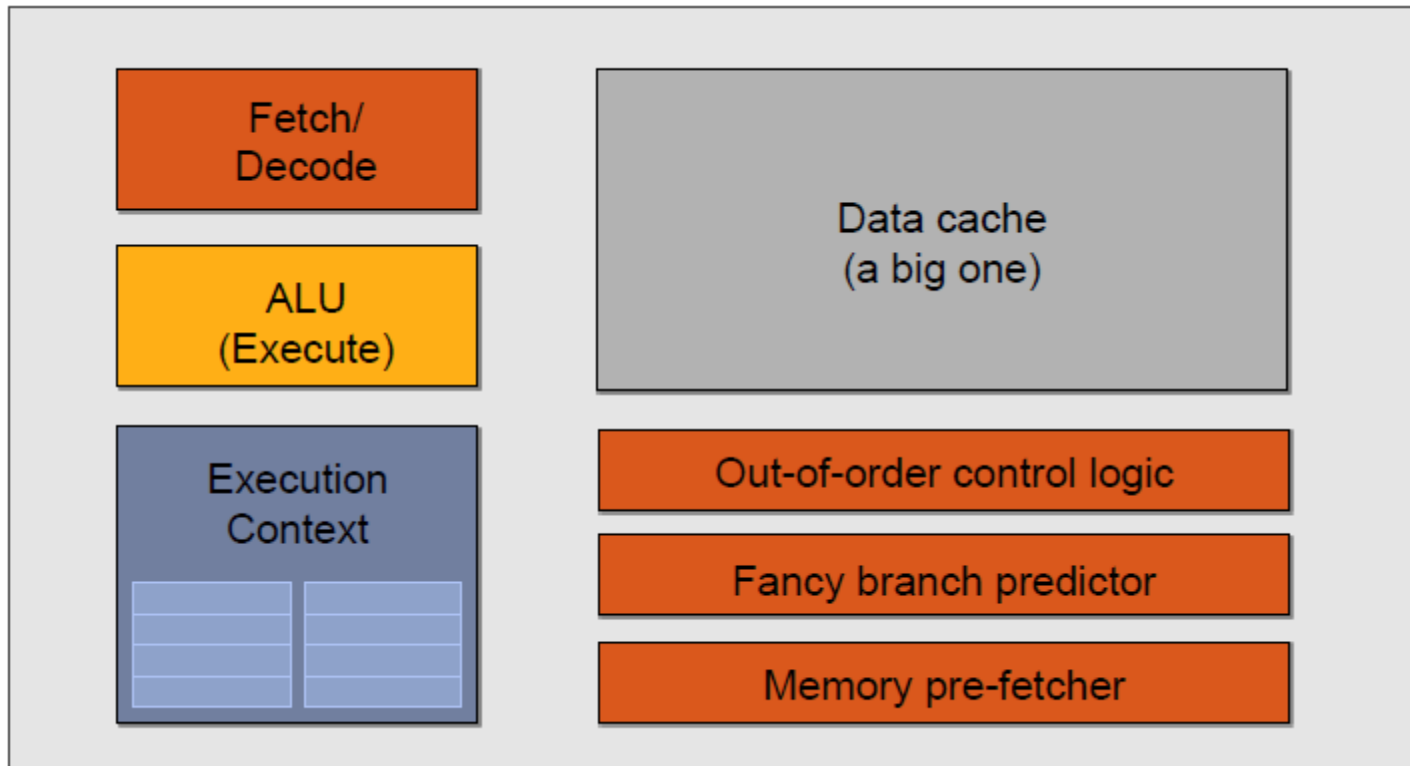 Fetch/
Decode
ALU
(Execute)
Execution
Context
Data cache
(a big one)
Out-of-order control logic
Fancy branch predictor
Memory pre-fetcher